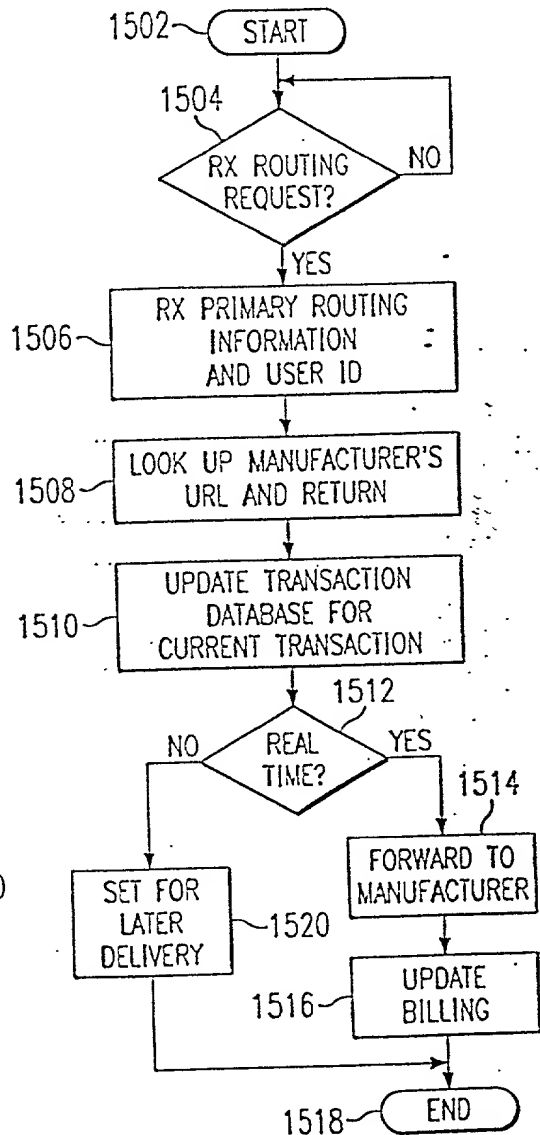 1502
START
1504
RX ROUTING
REQUEST?
NO
YES
1506
RX PRIMARY ROUTING
INFORMATION
AND USER ID
1508
LOOK UP MANUFACTURER'S
URL AND RETURN
1510
UPDATE TRANSACTION
DATABASE FOR
CURRENT TRANSACTION
1512
NO
REAL
TIME?
YES
1514
FORWARD TO
MANUFACTURER
SET FOR
LATER
DELIVERY
1520
1516
UPDATE
BILLING
1518
END